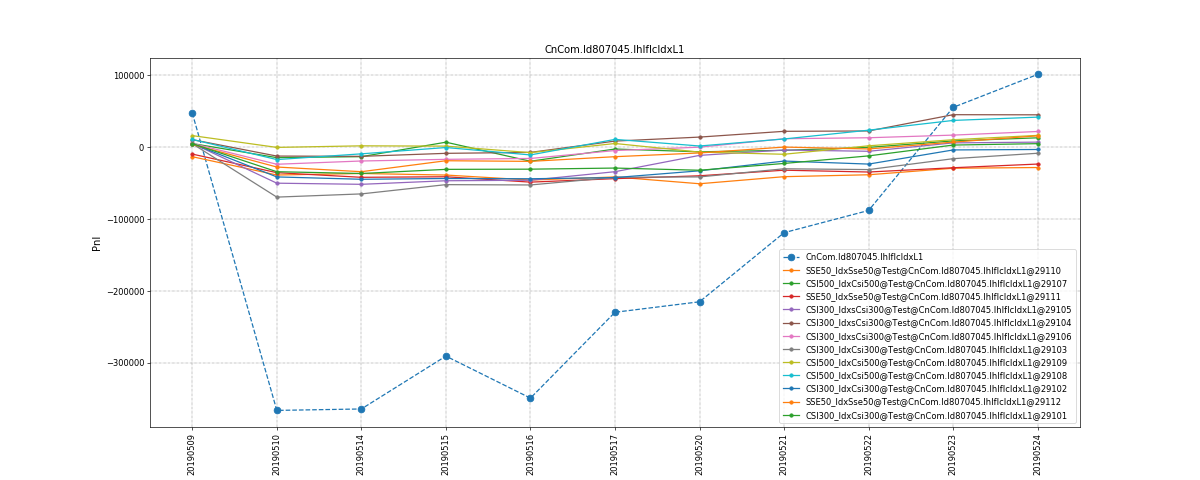 CnCom.Id807045.IhIfIcIdxL1
PnI
100000
0
−100000
−200000
−300000
CnCom.Id807045.IhIfIcIdxL1
SSE50_IdxSse50@Test@CnCom.Id807045.IhIfIcIdxL1@29110
CSI500_IdxCsi500@Test@CnCom.Id807045.IhIfIcIdxL1@29107
SSE50_IdxSse50@Test@CnCom.Id807045.IhIfIcIdxL1@29111
CSI300_IdxsCsi300@Test@CnCom.Id807045.IhIfIcIdxL1@29105
CSI300_IdxsCsi300@Test@CnCom.Id807045.IhIfIcIdxL1@29104
CSI300_IdxsCsi300@Test@CnCom.Id807045.IhIfIcIdxL1@29106
CSI300_IdxCsi300@Test@CnCom.Id807045.IhIfIcIdxL1@29103
CSI500_IdxCsi500@Test@CnCom.Id807045.IhIfIcIdxL1@29109
CSI500_IdxCsi500@Test@CnCom.Id807045.IhIfIcIdxL1@29108
CSI300_IdxCsi300@Test@CnCom.Id807045.IhIfIcIdxL1@29102
SSE50_IdxSse50@Test@CnCom.Id807045.IhIfIcIdxL1@29112
CSI300_IdxCsi300@Test@CnCom.Id807045.IhIfIcIdxL1@29101
20190509
20190510
20190514
20190515
20190516
20190517
20190520
20190521
20190522
20190523
20190524